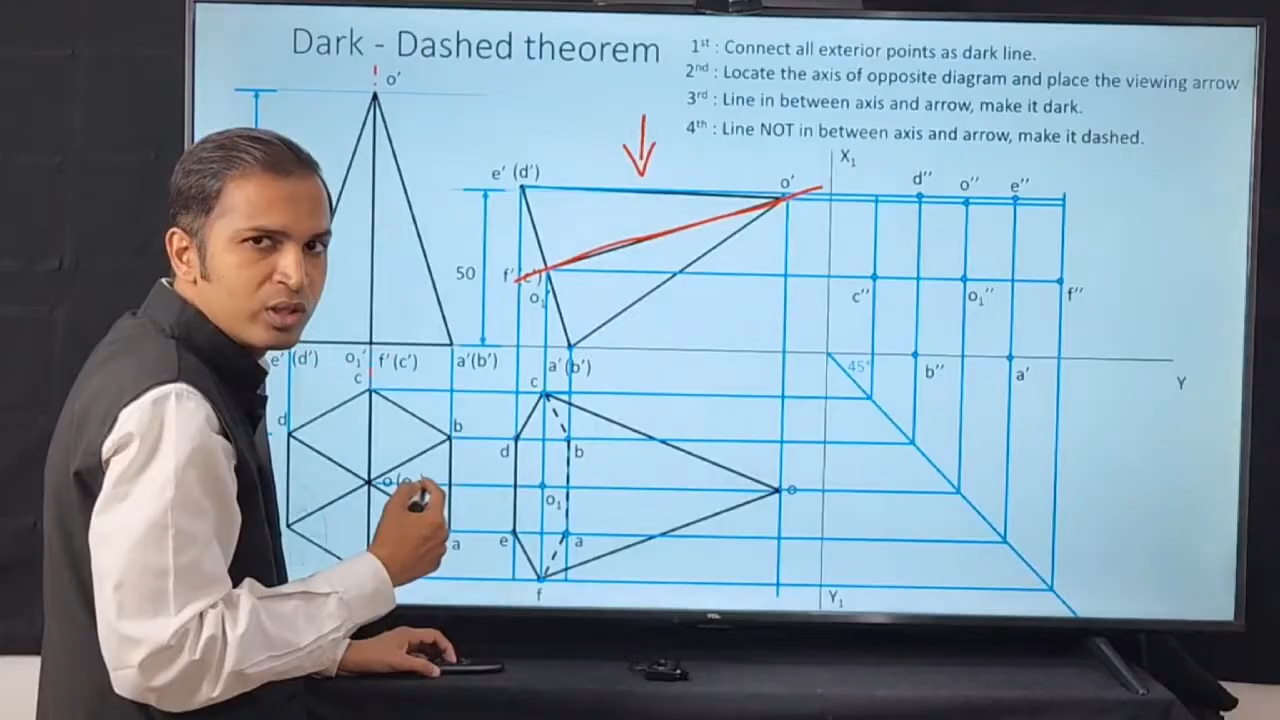 Dark - Dashed theorem
1st : Connect all exterior points as dark line.
2nd : Locate the axis of opposite diagram and place the viewing arrow
3rd : Line in between axis and arrow, make it dark.
4th : Line NOT in between axis and arrow, make it dashed.
o'
X₁
e' (d')
o'
d'' o'' e''
50
f'
o₁
c'' o₁'' f''
e' (d') o₁' f' (c') a'(b')
a' (b')
45°
b'' a'
Y
c
c
d b
d b
o
o
o₁
a
e a
f
Y₁
TCL